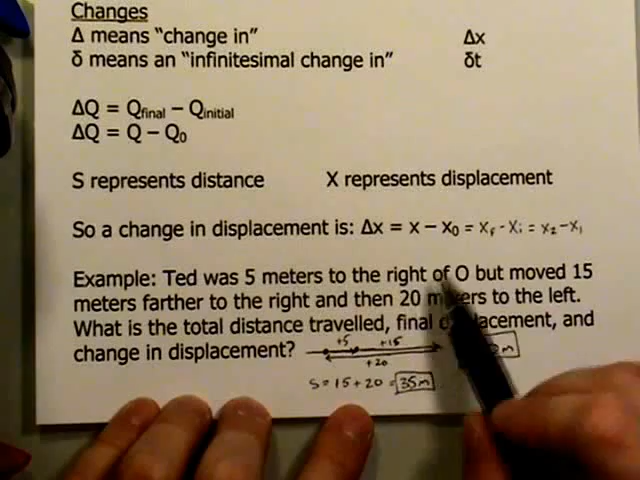 Changes
Δ means “change in” Δx
δ means an “infinitesimal change in” δt
ΔQ = Qfinal – Qinitial
ΔQ = Q – Q0
S represents distance X represents displacement
So a change in displacement is: Δx = x – x0 = xf - xi = x2 - x1
Example: Ted was 5 meters to the right of O but moved 15
meters farther to the right and then 20 to the left.
What is the total distance travelled, final and
change in displacement?
+5 +15
+20
S = 15 + 20 = 35m